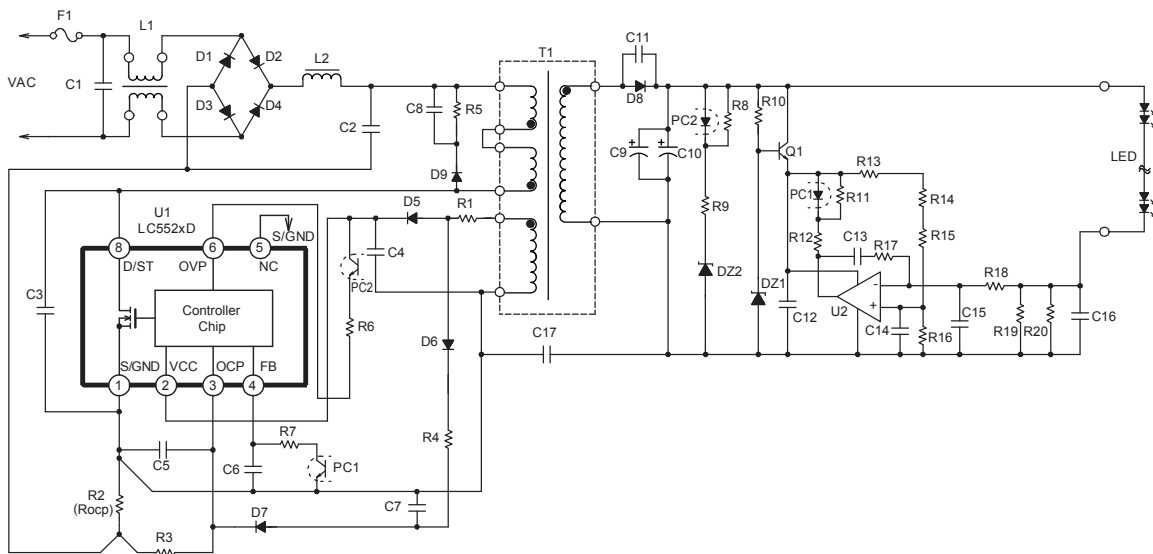 F1
L1
C11
T1
D1
D2
L2
VAC
C1
D8
R8
R10
D3
D4
C8
R5
PC2
C2
C9
C10
Q1
LED
R13
D9
PC1
R11
R14
U1
LC552xD
D5
R1
R9
R12
C13
R17
R15
S/GND
8
6
5
D/ST
OVP
NC
C4
PC2
DZ2
DZ1
R18
C3
Controller
Chip
R6
C12
U2
-
+
C14
C15
R19
R20
C16
R16
C17
D6
S/GND
VCC
OCP
FB
1
2
3
4
R7
R4
C5
C6
PC1
R2
(Rocp)
C7
D7
R3